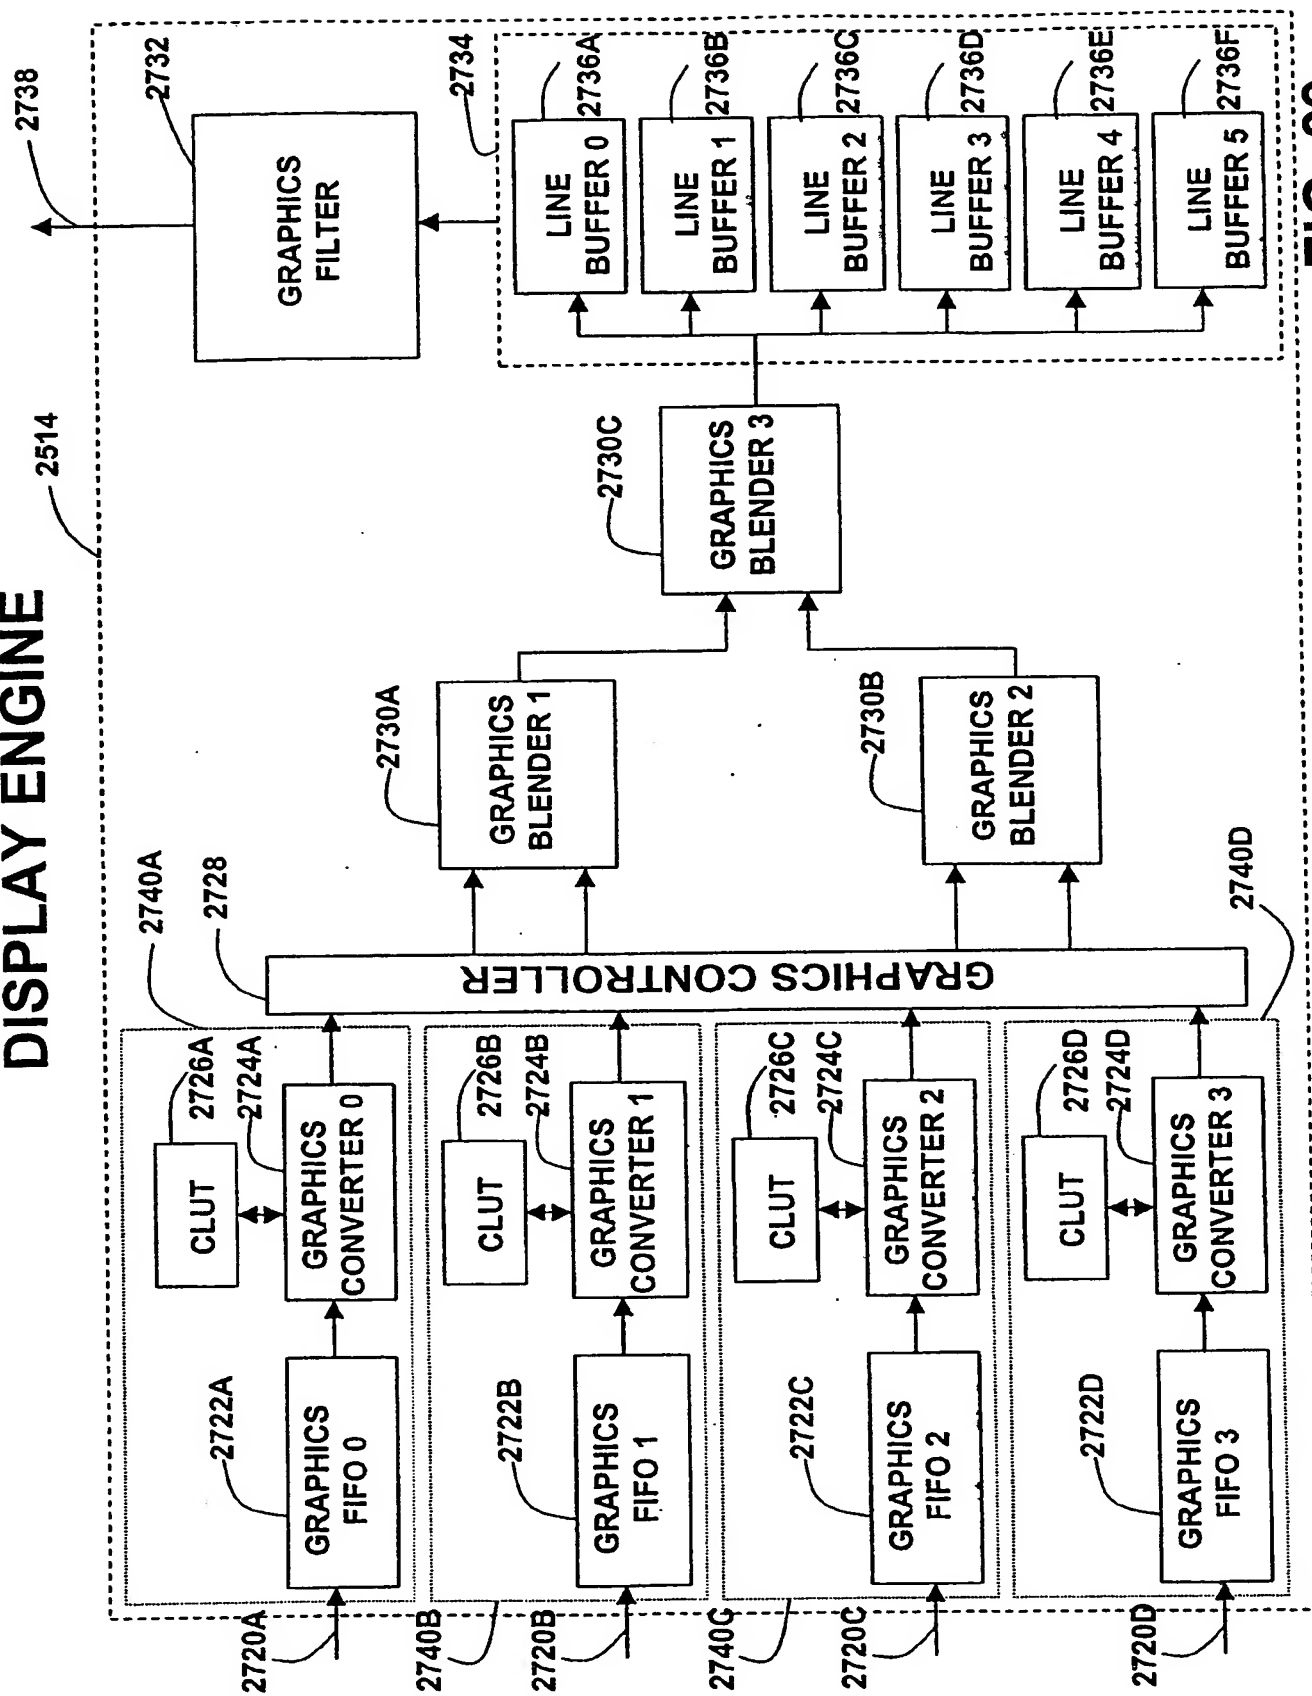 DISPLAY ENGINE
2738
2514
2732
GRAPHICS
FILTER
2734
LINE
BUFFER 0
2736A
LINE
BUFFER 1
2736B
LINE
BUFFER 2
2736C
LINE
BUFFER 3
2736D
LINE
BUFFER 4
2736E
LINE
BUFFER 5
2736F
2730C
GRAPHICS
BLENDER 3
2730A
GRAPHICS
BLENDER 1
2730B
GRAPHICS
BLENDER 2
2740A
2728
GRAPHICS CONTROLLER
2740D
2726A
CLUT
2724A
GRAPHICS
CONVERTER 0
2722A
GRAPHICS
FIFO 0
2720A
2740B
2726B
CLUT
2724B
GRAPHICS
CONVERTER 1
2722B
GRAPHICS
FIFO 1
2720B
2740C
2726C
CLUT
2724C
GRAPHICS
CONVERTER 2
2722C
GRAPHICS
FIFO 2
2720C
2726D
CLUT
2724D
GRAPHICS
CONVERTER 3
2722D
GRAPHICS
FIFO 3
2720D